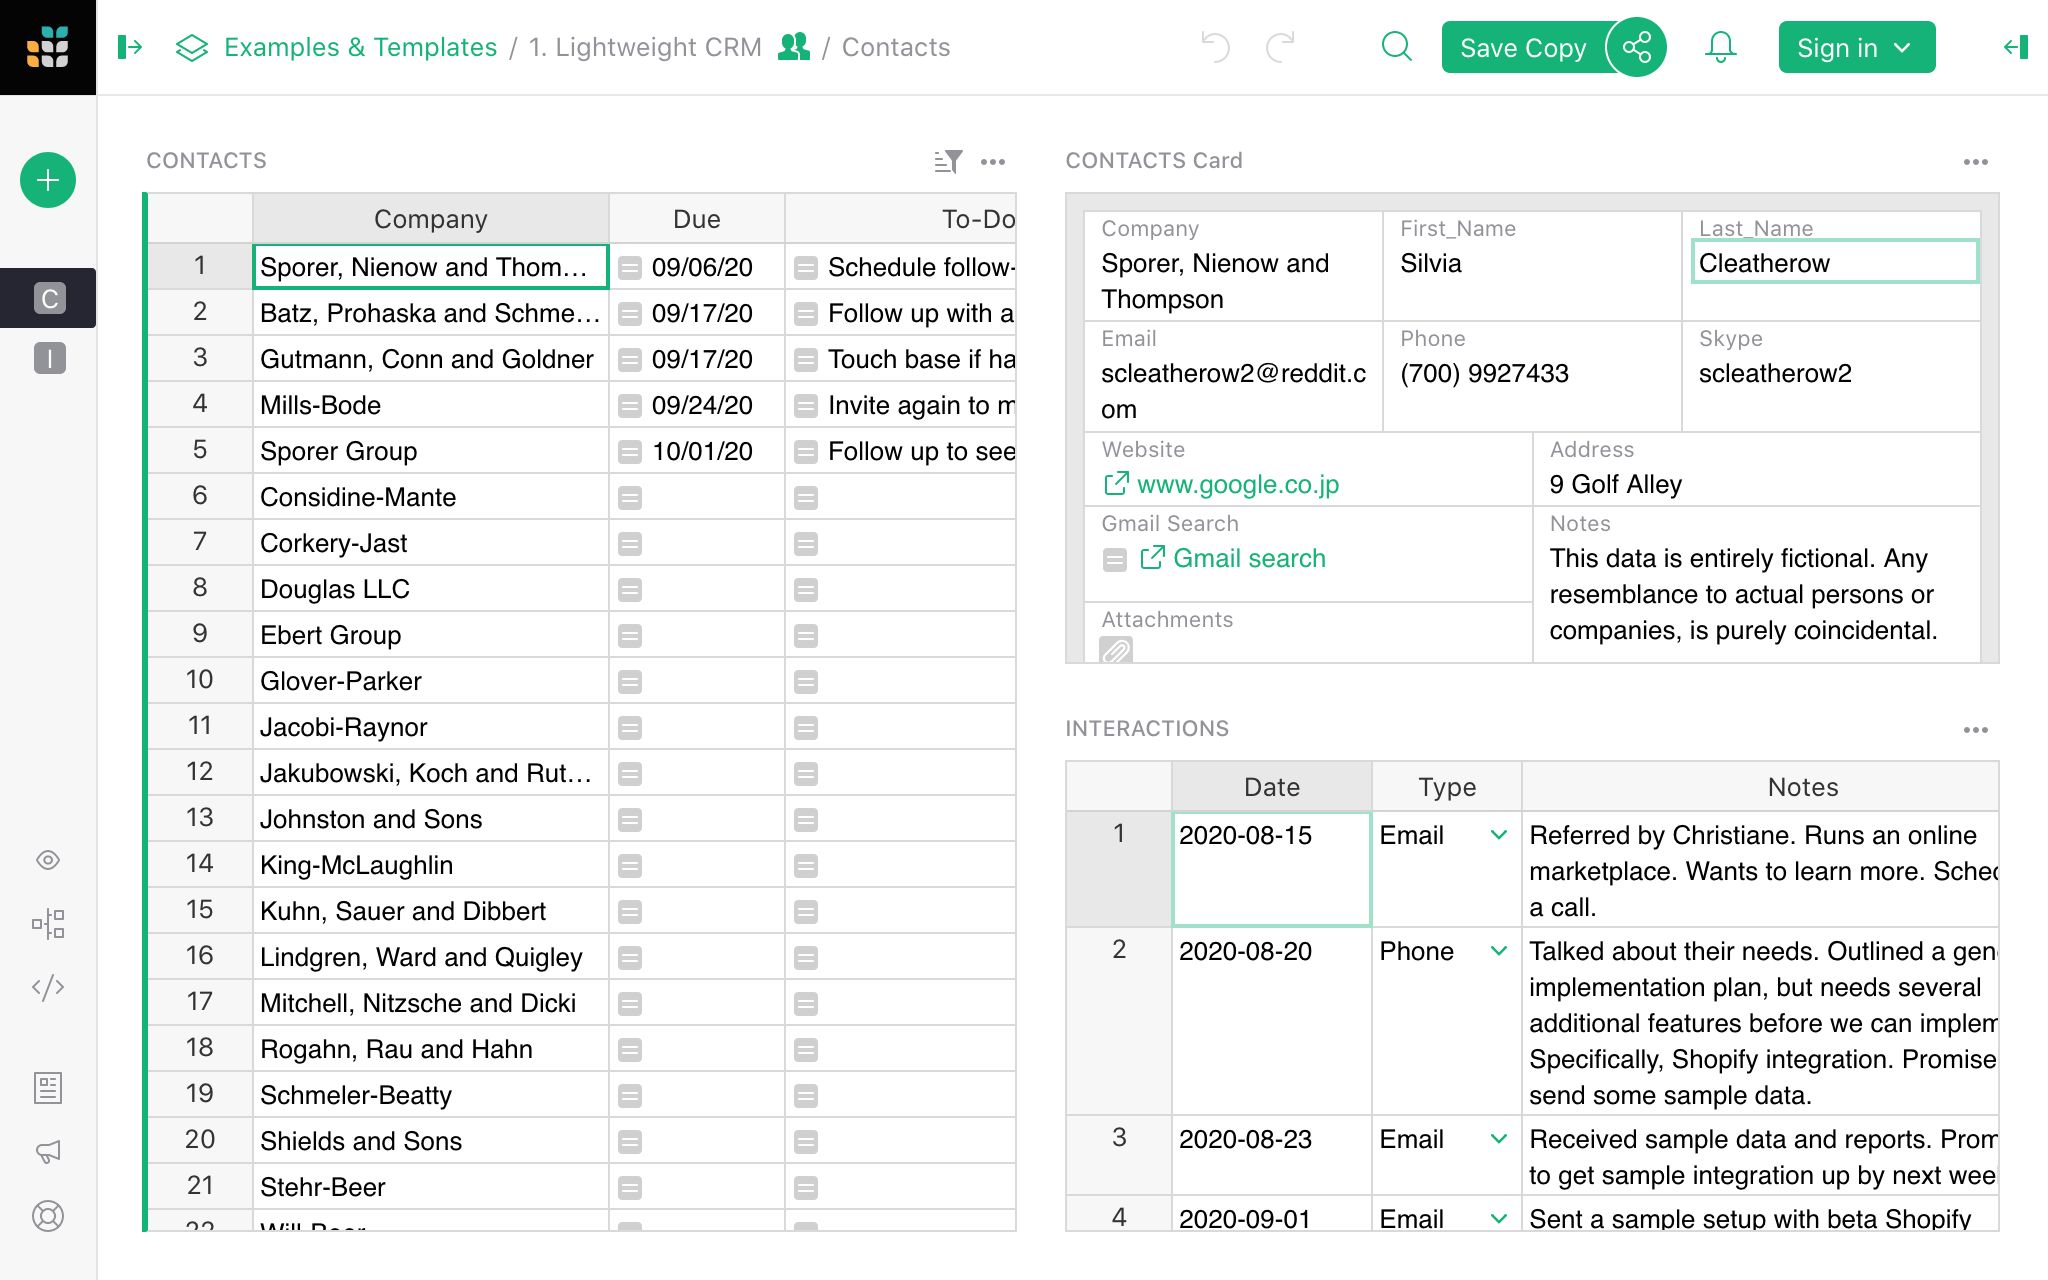 Examples & Templates / 1. Lightweight CRM / Contacts
Save Copy
Sign in
C
I
CONTACTS
Company Due To-Do
1 Sporer, Nienow and Thom... 09/06/20 Schedule follow-
2 Batz, Prohaska and Schme... 09/17/20 Follow up with a
3 Gutmann, Conn and Goldner 09/17/20 Touch base if ha
4 Mills-Bode 09/24/20 Invite again to m
5 Sporer Group 10/01/20 Follow up to see
6 Considine-Mante
7 Corkery-Jast
8 Douglas LLC
9 Ebert Group
10 Glover-Parker
11 Jacobi-Raynor
12 Jakubowski, Koch and Rut...
13 Johnston and Sons
14 King-McLaughlin
15 Kuhn, Sauer and Dibbert
16 Lindgren, Ward and Quigley
17 Mitchell, Nitzsche and Dicki
18 Rogahn, Rau and Hahn
19 Schmeler-Beatty
20 Shields and Sons
21 Stehr-Beer
22
CONTACTS Card
Company
Sporer, Nienow and
Thompson
First_Name
Silvia
Last_Name
Cleatherow
Email
scleatherow2@reddit.c
om
Phone
(700) 9927433
Skype
scleatherow2
Website
www.google.co.jp
Address
9 Golf Alley
Gmail Search
Gmail search
Notes
This data is entirely fictional. Any
resemblance to actual persons or
companies, is purely coincidental.
Attachments
INTERACTIONS
Date Type Notes
1 2020-08-15 Email Referred by Christiane. Runs an online
marketplace. Wants to learn more. Sched
a call.
2 2020-08-20 Phone Talked about their needs. Outlined a gen
implementation plan, but needs several
additional features before we can implem
Specifically, Shopify integration. Promise
send some sample data.
3 2020-08-23 Email Received sample data and reports. Prom
to get sample integration up by next wee
4 2020-09-01 Email Sent a sample setup with beta Shopify